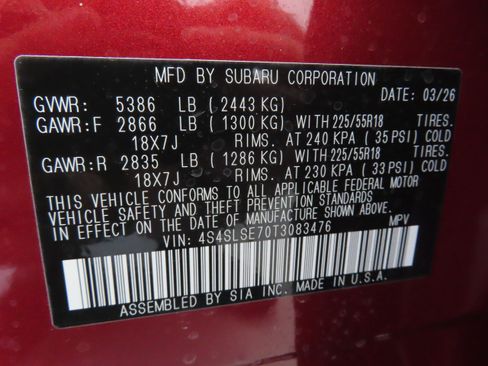 MFD BY SUBARU CORPORATION
DATE: 03/26
GVWR: 5386 LB (2443 KG)
GAWR:F 2866 LB (1300 KG) WITH 225/55R18 TIRES.
18X7J RIMS. AT 240 KPA (35 PSI) COLD
GAWR:R 2835 LB (1286 KG) WITH 225/55R18 TIRES.
18X7J RIMS. AT 230 KPA (33 PSI) COLD
THIS VEHICLE CONFORMS TO ALL APPLICABLE FEDERAL MOTOR
VEHICLE SAFETY AND THEFT PREVENTION STANDARDS
IN EFFECT ON THE DATE OF MANUFACTURE SHOWN ABOVE.
VIN: 4S4SLSE70T3083476 MPV
ASSEMBLED BY SIA INC. MADE IN U.S.A.